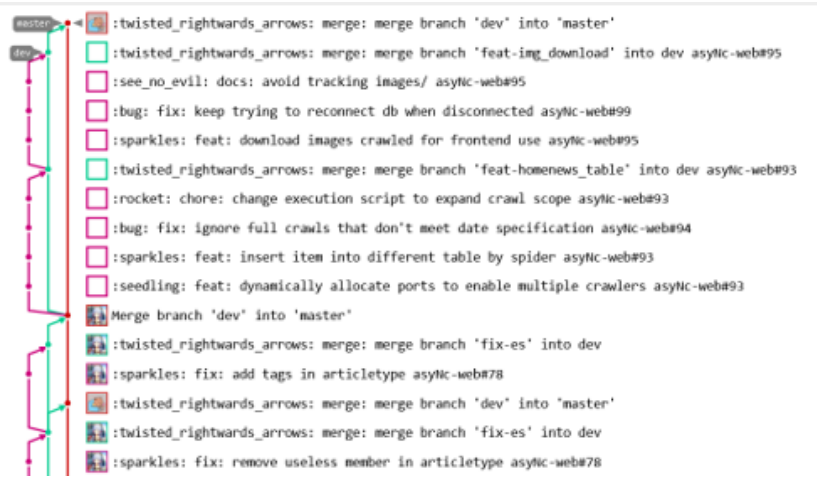 master
:twisted_rightwards_arrows: merge: merge branch 'dev' into 'master'
dev
:twisted_rightwards_arrows: merge: merge branch 'feat-img_download' into dev asyNc-web#95
:see_no_evil: docs: avoid tracking images/ asyNc-web#95
:bug: fix: keep trying to reconnect db when disconnected asyNc-web#99
:sparkles: feat: download images crawled for frontend use asyNc-web#95
:twisted_rightwards_arrows: merge: merge branch 'feat-homenews_table' into dev asyNc-web#93
:rocket: chore: change execution script to expand crawl scope asyNc-web#93
:bug: fix: ignore full crawls that don't meet date specification asyNc-web#94
:sparkles: feat: insert item into different table by spider asyNc-web#93
:seedling: feat: dynamically allocate ports to enable multiple crawlers asyNc-web#93
Merge branch 'dev' into 'master'
:twisted_rightwards_arrows: merge: merge branch 'fix-es' into dev
:sparkles: fix: add tags in articletype asyNc-web#78
:twisted_rightwards_arrows: merge: merge branch 'dev' into 'master'
:twisted_rightwards_arrows: merge: merge branch 'fix-es' into dev
:sparkles: fix: remove useless member in articletype asyNc-web#78